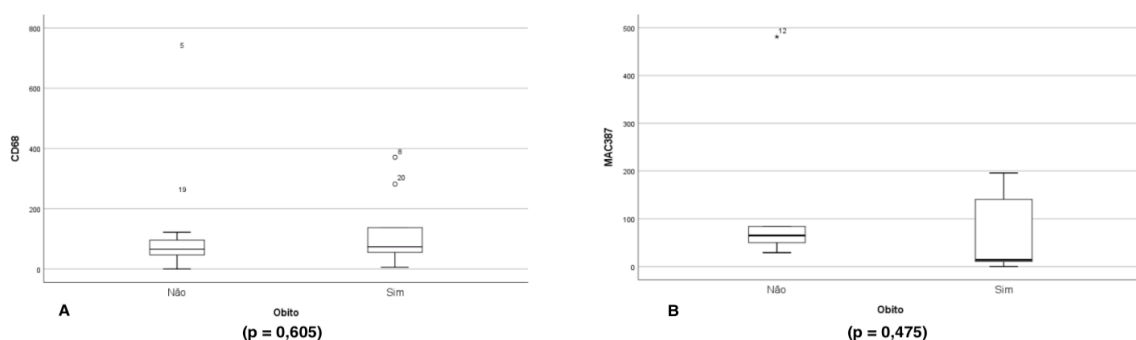 800
600
400
200
0
CD68
5
19
8
20
Não
Sim
Obito
A
(p = 0,605)
500
400
300
200
100
0
MAC387
12
Não
Sim
Obito
B
(p = 0,475)